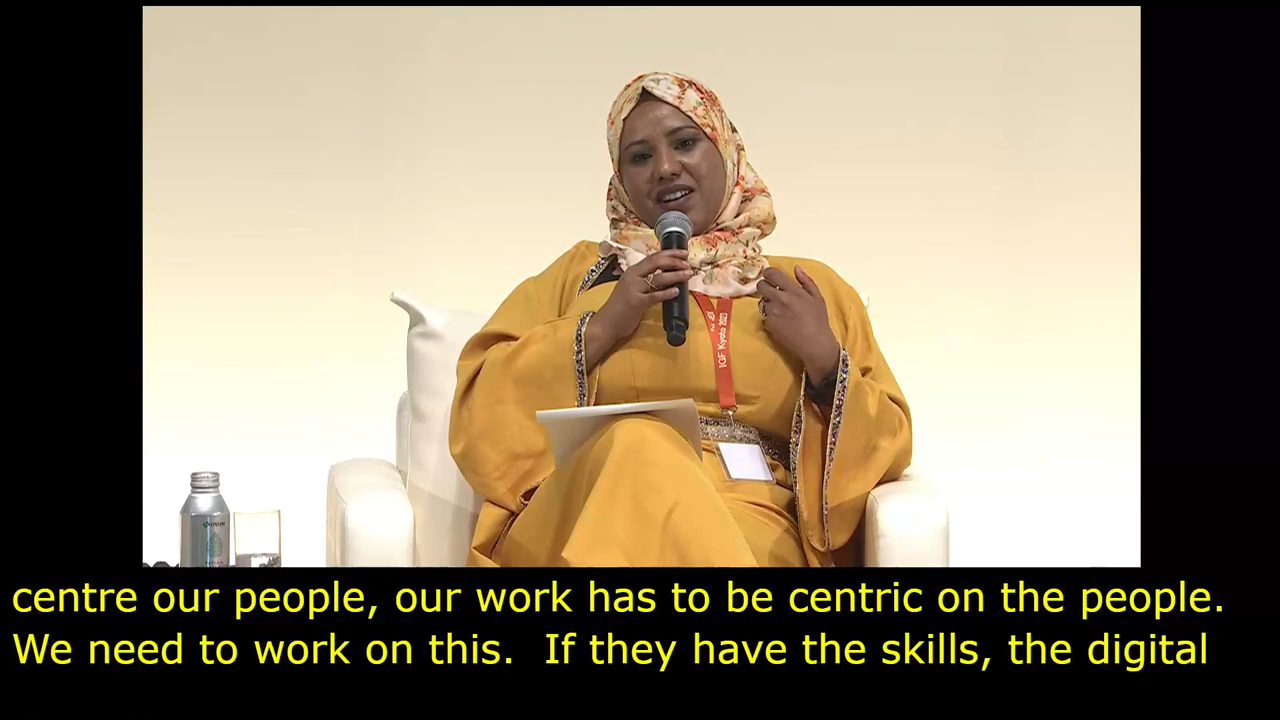 IGF Kyoto 2023
centre our people, our work has to be centric on the people.
We need to work on this.  If they have the skills, the digital